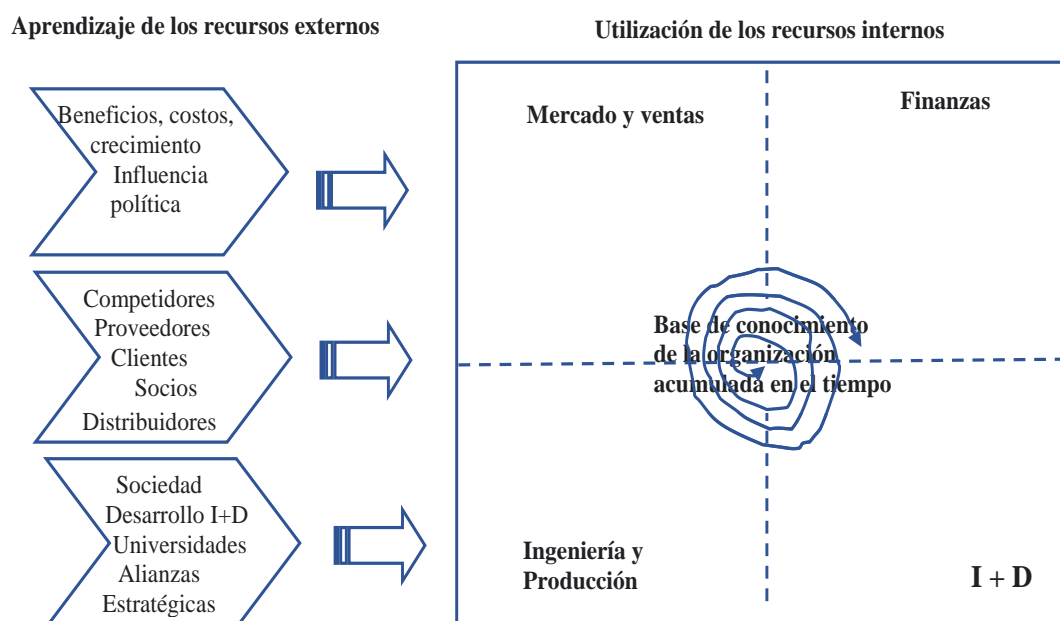 Aprendizaje de los recursos externos
Utilización de los recursos internos
Beneficios, costos,
crecimiento
Influencia
política
Competidores
Proveedores
Clientes
Socios
Distribuidores
Sociedad
Desarrollo I+D
Universidades
Alianzas
Estratégicas
Mercado y ventas
Finanzas
Base de conocimiento
de la organización
acumulada en el tiempo
Ingeniería y
Producción
I + D